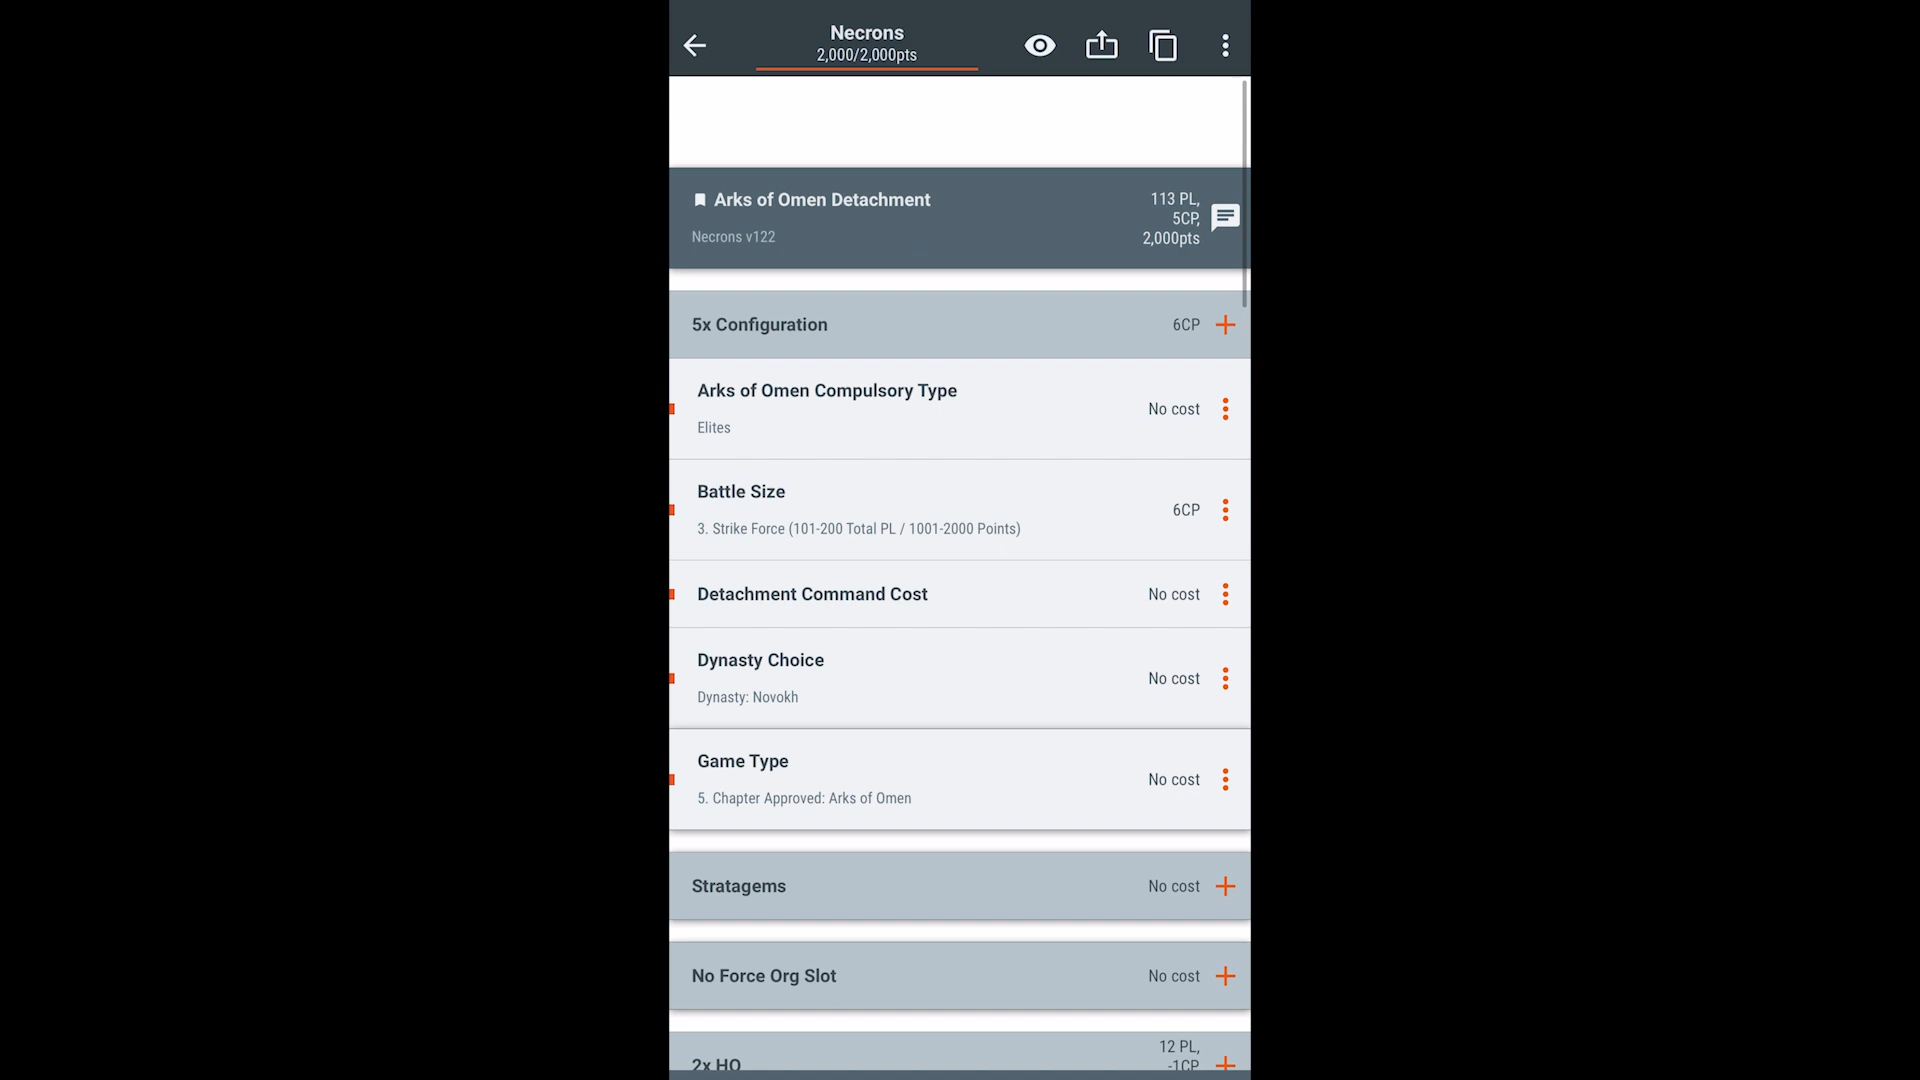 Necrons
2,000/2,000pts
Arks of Omen Detachment
113 PL,
5CP,
2,000pts
Necrons v122
5x Configuration
6CP
Arks of Omen Compulsory Type
No cost
Elites
Battle Size
6CP
3. Strike Force (101-200 Total PL / 1001-2000 Points)
Detachment Command Cost
No cost
Dynasty Choice
No cost
Dynasty: Novokh
Game Type
No cost
5. Chapter Approved: Arks of Omen
Stratagems
No cost
No Force Org Slot
No cost
2x HQ
12 PL,
-1CP